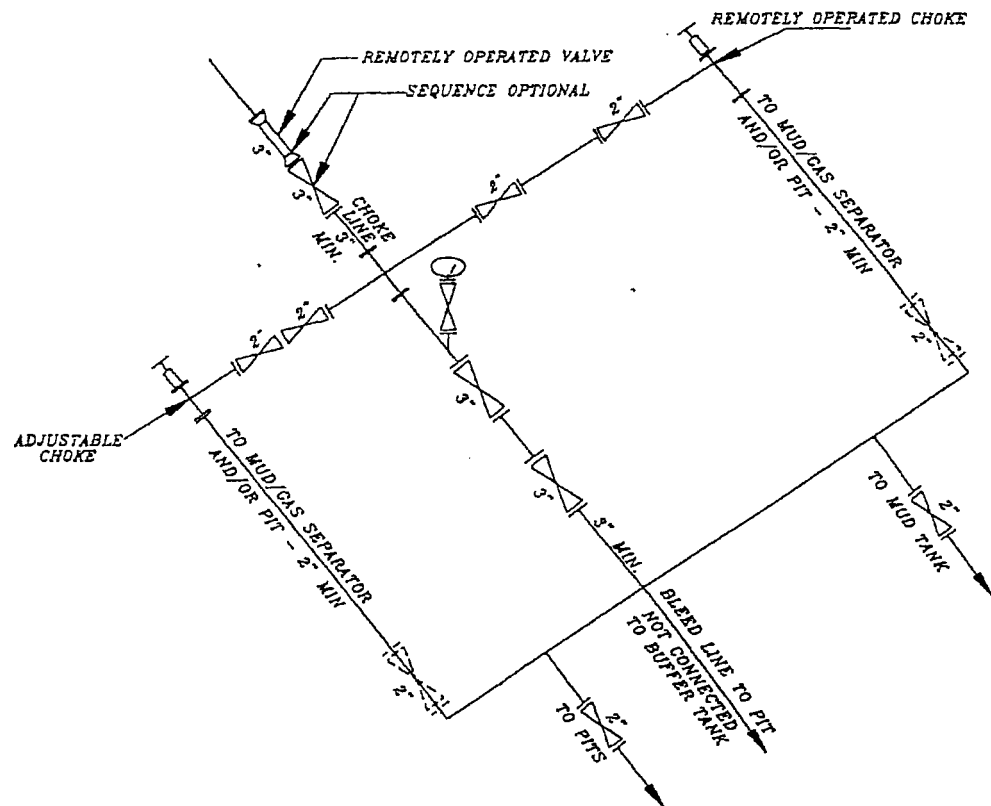 REMOTELY OPERATED CHOKE
REMOTELY OPERATED VALVE
SEQUENCE OPTIONAL
3"
3"
CHOKE
LINE
3"
MIN.
2"
2"
TO MUD/GAS SEPARATOR
AND/OR PIT - 2" MIN
2"
2"
2"
ADJUSTABLE
CHOKE
3"
3"
3" MIN.
TO MUD/GAS SEPARATOR
AND/OR PIT - 2" MIN
2"
2"
TO MUD TANK
BLEED LINE TO PIT
NOT CONNECTED
TO BUFFER TANK
2"
TO PITS